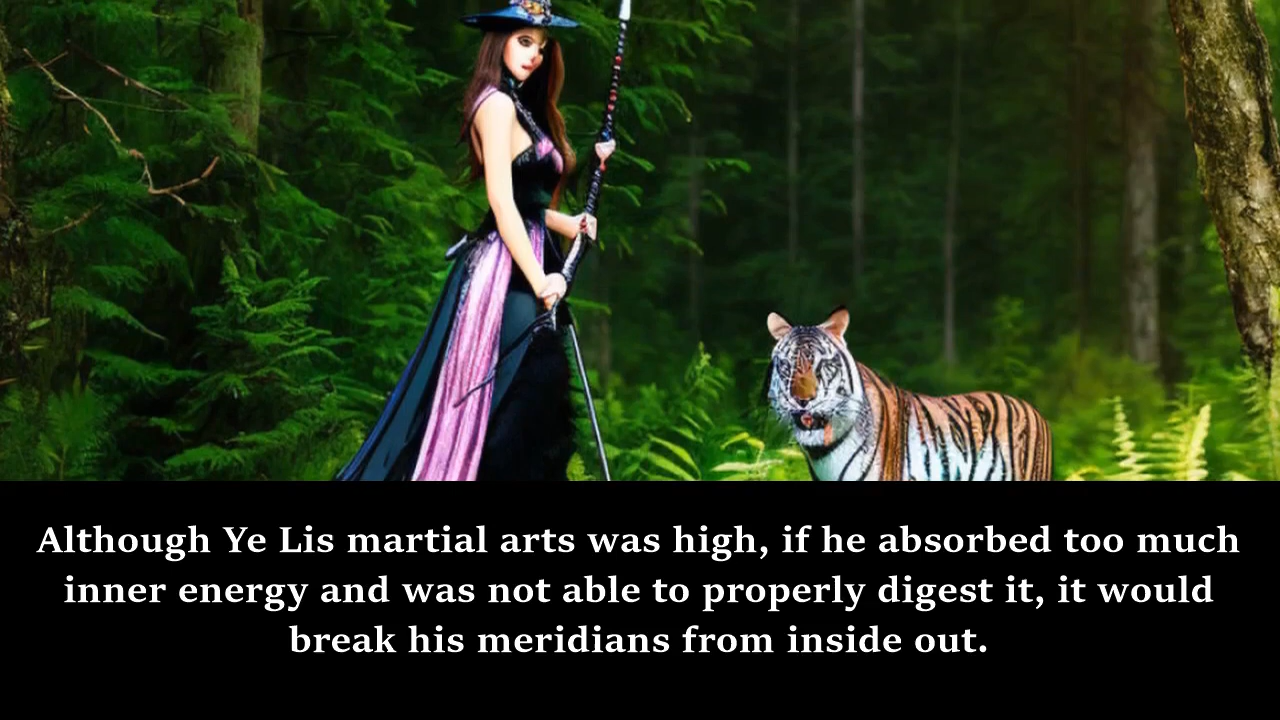 Although Ye Lis martial arts was high, if he absorbed too much
inner energy and was not able to properly digest it, it would
break his meridians from inside out.